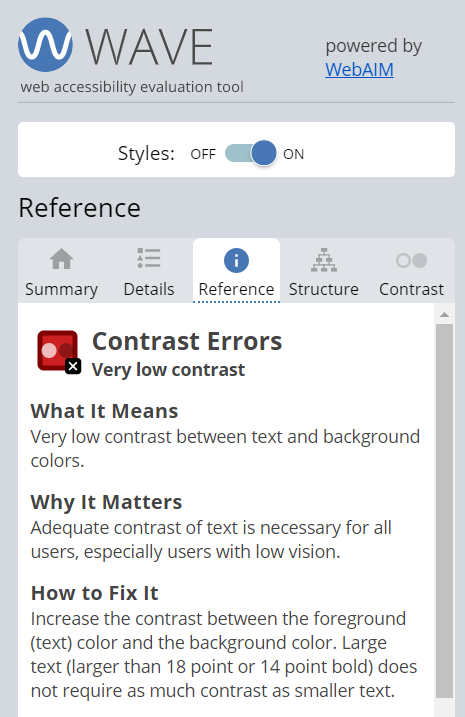 WAVE
powered by
WebAIM
web accessibility evaluation tool
Styles: OFF ON
Reference
Summary Details Reference Structure Contrast
Contrast Errors
Very low contrast
What It Means
Very low contrast between text and background
colors.
Why It Matters
Adequate contrast of text is necessary for all
users, especially users with low vision.
How to Fix It
Increase the contrast between the foreground
(text) color and the background color. Large
text (larger than 18 point or 14 point bold) does
not require as much contrast as smaller text.